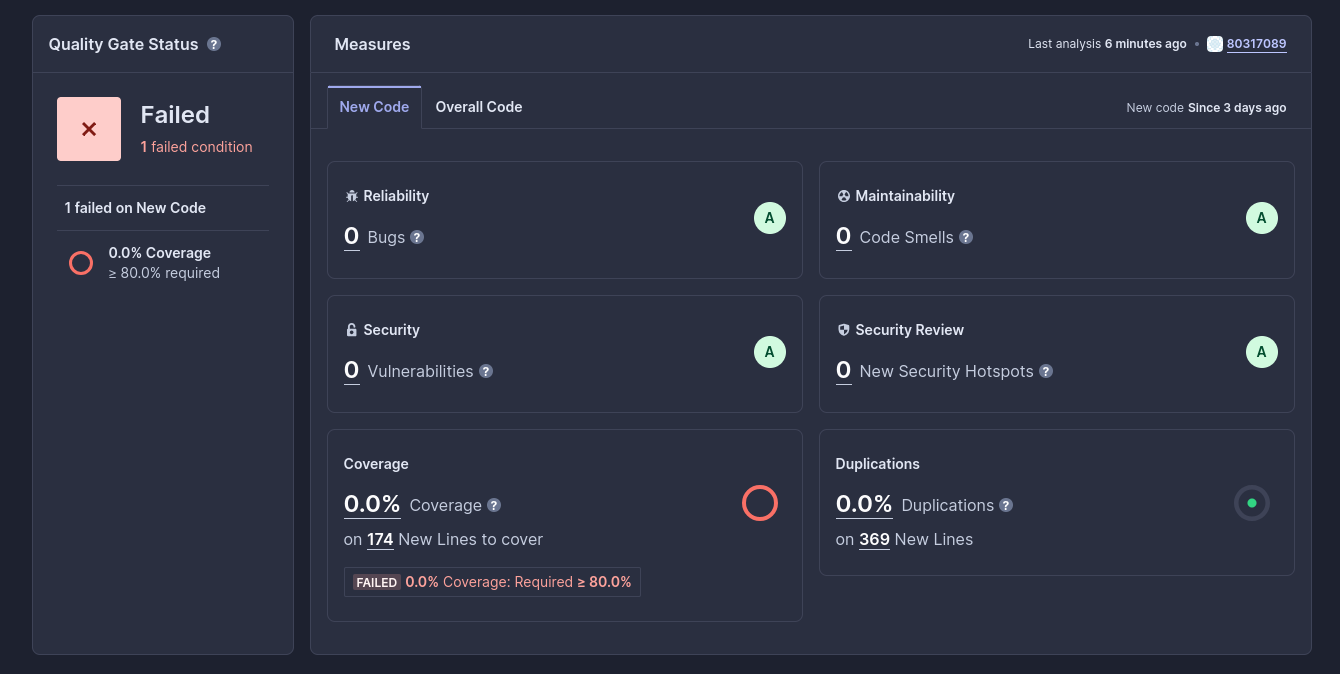 Quality Gate Status ?
Failed
1 failed condition
1 failed on New Code
0.0% Coverage
≥ 80.0% required
Measures
Last analysis 6 minutes ago • 80317089
New Code Overall Code
New code Since 3 days ago
Reliability
0 Bugs ?
A
Maintainability
0 Code Smells ?
A
Security
0 Vulnerabilities ?
A
Security Review
0 New Security Hotspots ?
A
Coverage
0.0% Coverage ?
on 174 New Lines to cover
FAILED 0.0% Coverage: Required ≥ 80.0%
Duplications
0.0% Duplications ?
on 369 New Lines